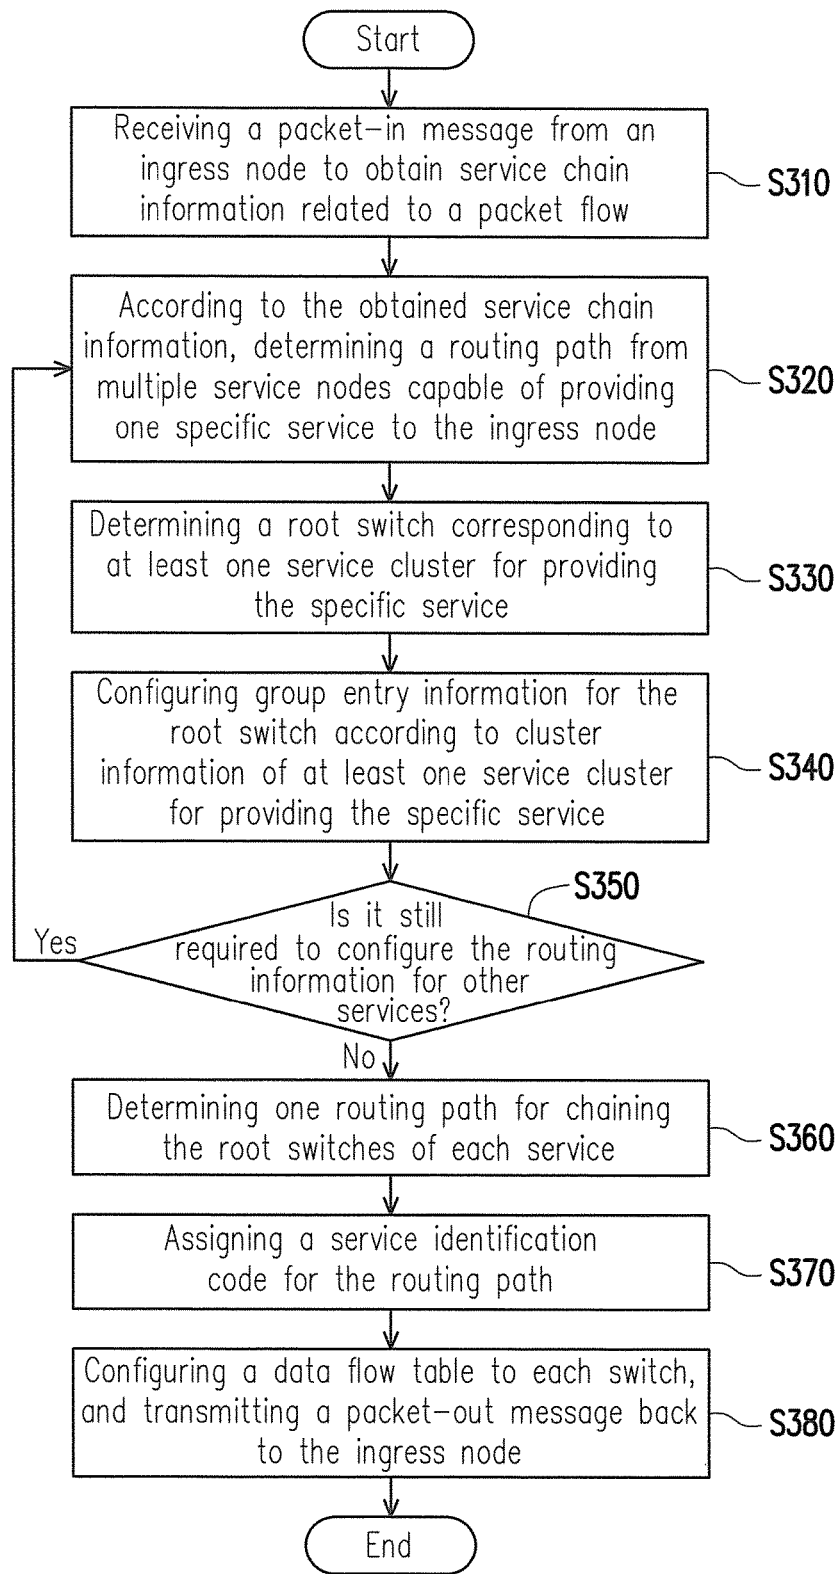 Start
Receiving a packet-in message from an
ingress node to obtain service chain
information related to a packet flow
S310
According to the obtained service chain
information, determining a routing path from
multiple service nodes capable of providing
one specific service to the ingress node
S320
Determining a root switch corresponding to
at least one service cluster for providing
the specific service
S330
Configuring group entry information for the
root switch according to cluster
information of at least one service cluster
for providing the specific service
S340
S350
Is it still
required to configure the routing
information for other
services?
Yes
No
Determining one routing path for chaining
the root switches of each service
S360
Assigning a service identification
code for the routing path
S370
Configuring a data flow table to each switch,
and transmitting a packet-out message back
to the ingress node
S380
End